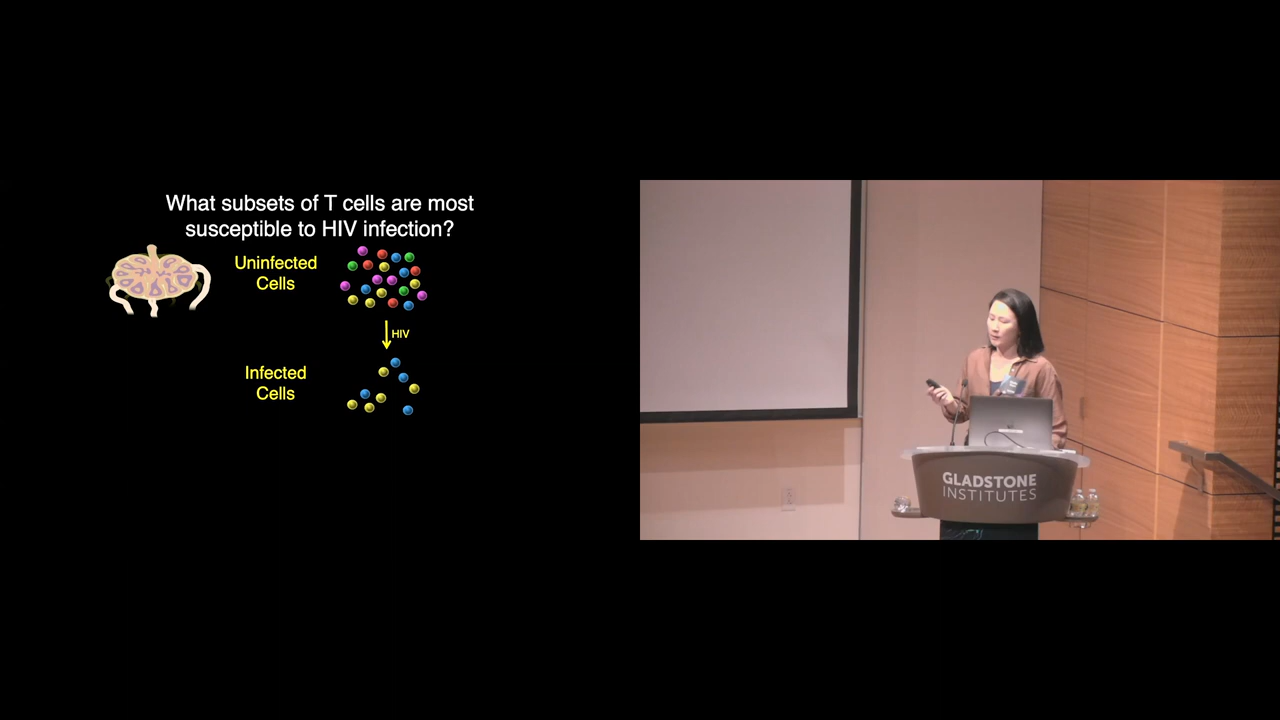 What subsets of T cells are most
susceptible to HIV infection?
Uninfected
Cells
HIV
Infected
Cells
GLADSTONE
INSTITUTES